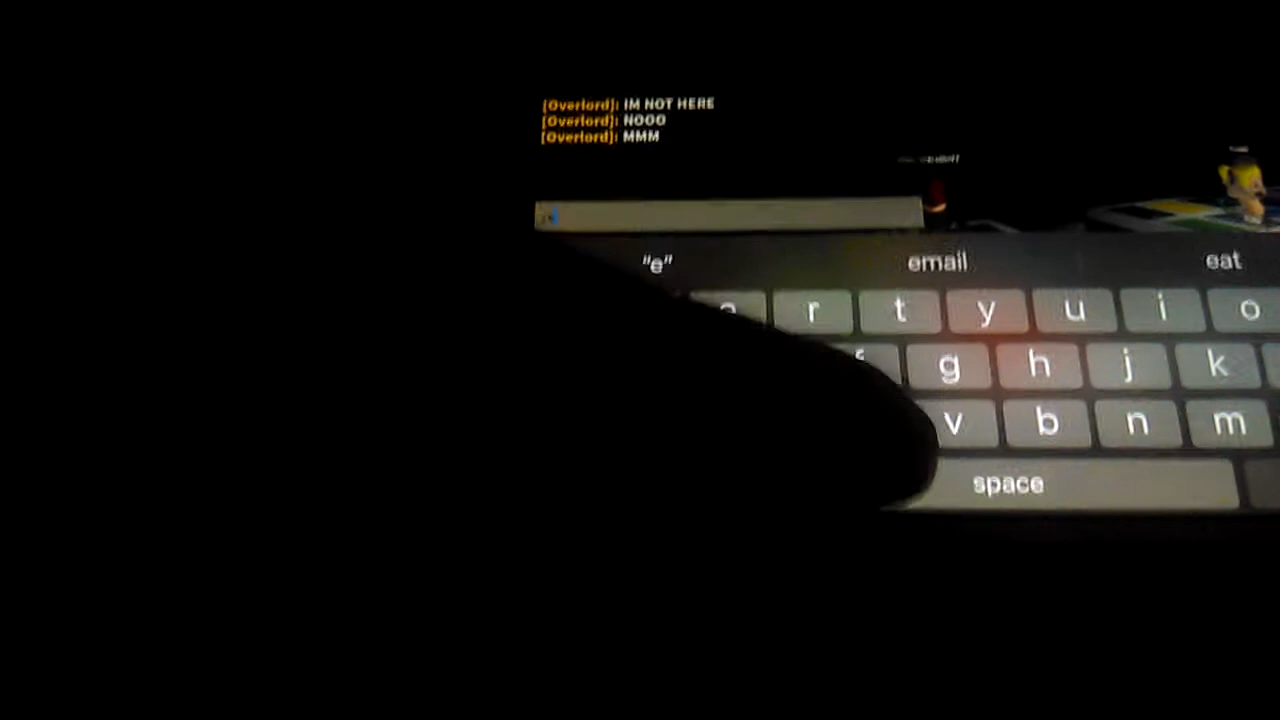 [Overlord]: IM NOT HERE
[Overlord]: NOOO
[Overlord]: MMM
"e" email eat
r t y u i o
g h j k
v b n m
space